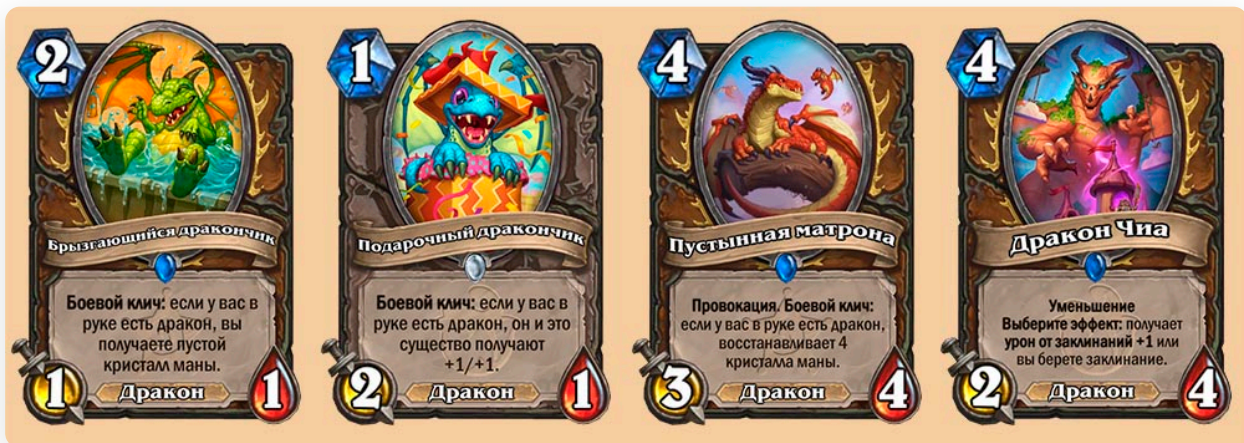 2
Брызгающийся дракончик
Боевой клич: если у вас в
руке есть дракон, вы
получаете пустой
кристалл маны.
1
Дракон
1
1
Подарочный дракончик
Боевой клич: если у вас в
руке есть дракон, он и это
существо получают
+1/+1.
2
Дракон
1
4
Пустынная матрона
Провокация. Боевой клич:
если у вас в руке есть дракон,
восстанавливает 4
кристалла маны.
3
Дракон
4
4
Дракон Чиа
Уменьшение
Выберите эффект: получает
урон от заклинаний +1 или
вы берете заклинание.
2
Дракон
4